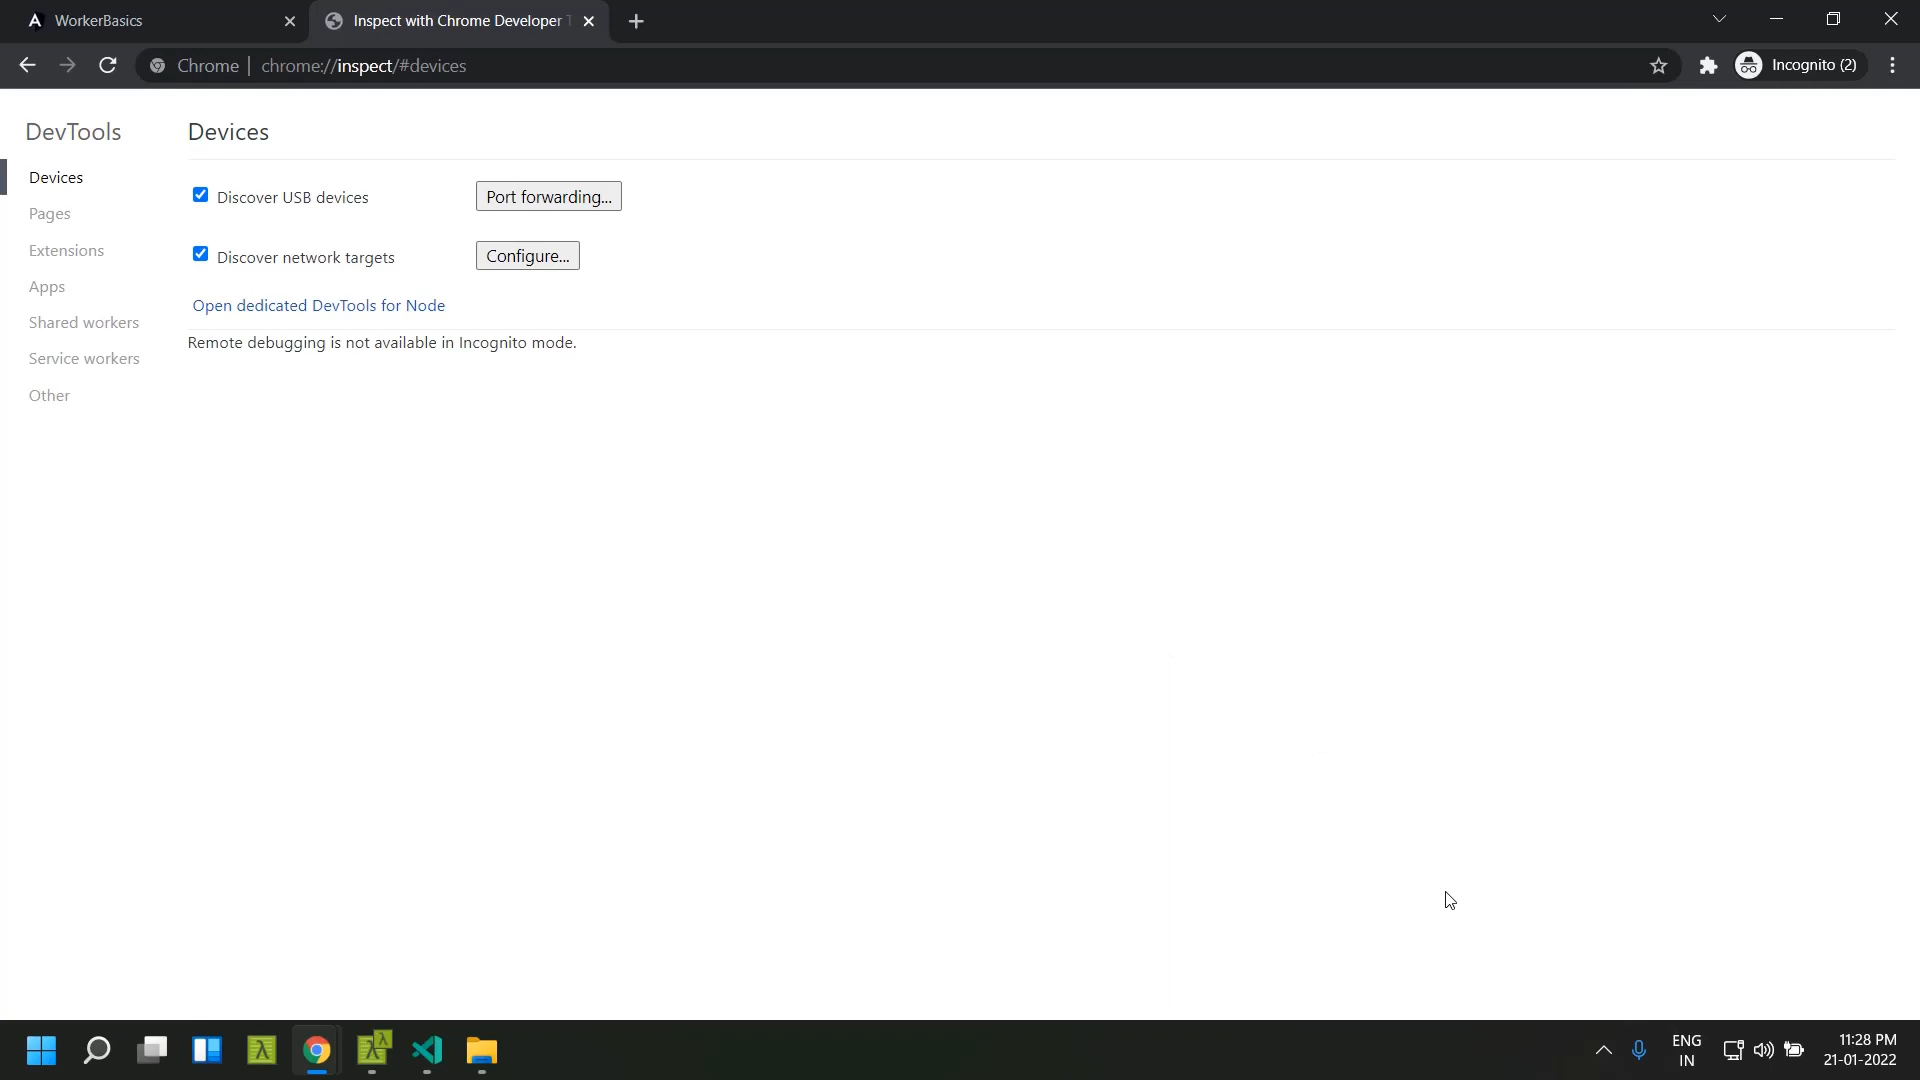 WorkerBasics
Inspect with Chrome Developer
Chrome | chrome://inspect/#devices
Incognito (2)
DevTools
Devices
Pages
Extensions
Apps
Shared workers
Service workers
Other
Devices
Discover USB devices
Port forwarding...
Discover network targets
Configure...
Open dedicated DevTools for Node
Remote debugging is not available in Incognito mode.
ENG
IN
11:28 PM
21-01-2022